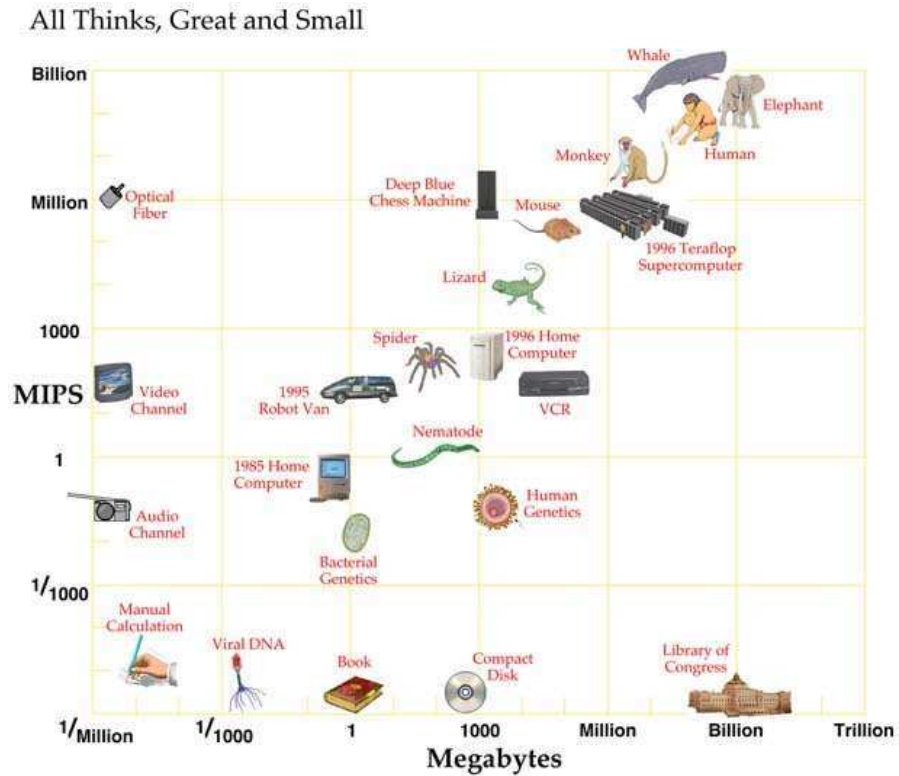 All Thinks, Great and Small
Billion
Whale
Elephant
Human
Monkey
Million
Optical
Fiber
Deep Blue
Chess Machine
Mouse
1996 Teraflop
Supercomputer
Lizard
1000
Spider
1996 Home
Computer
MIPS
Video
Channel
1995
Robot Van
VCR
Nematode
1
1985 Home
Computer
Audio
Channel
Human
Genetics
Bacterial
Genetics
1/1000
Manual
Calculation
Viral DNA
Book
Compact
Disk
Library of
Congress
1/Million
1/1000
1
1000
Million
Billion
Trillion
Megabytes